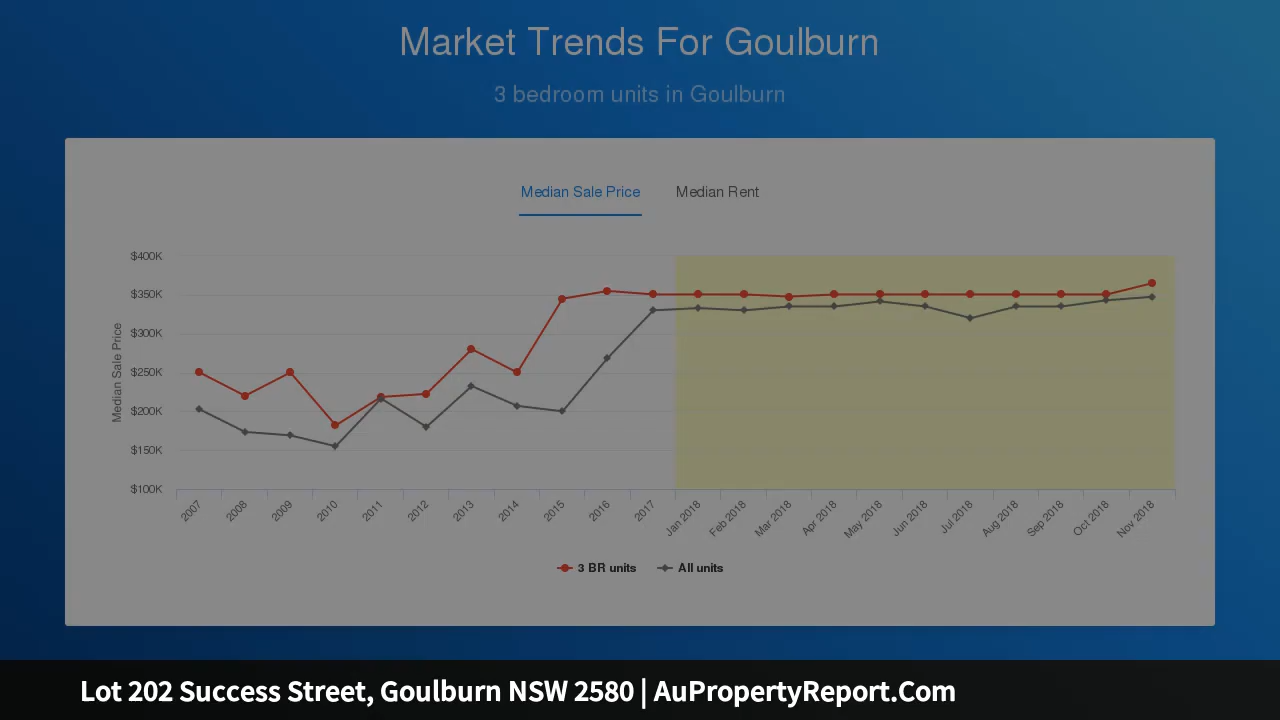 Market Trends For Goulburn
3 bedroom units in Goulburn
Median Sale Price Median Rent
$400K
$350K
$300K
$250K
$200K
$150K
$100K
Median Sale Price
2007 2008 2009 2010 2011 2012 2013 2014 2015 2016 2017 Jan 2018 Feb 2018 Mar 2018 Apr 2018 May 2018 Jun 2018 Jul 2018 Aug 2018 Sep 2018 Oct 2018 Nov 2018
3 BR units All units
Lot 202 Success Street, Goulburn NSW 2580 | AuPropertyReport.Com